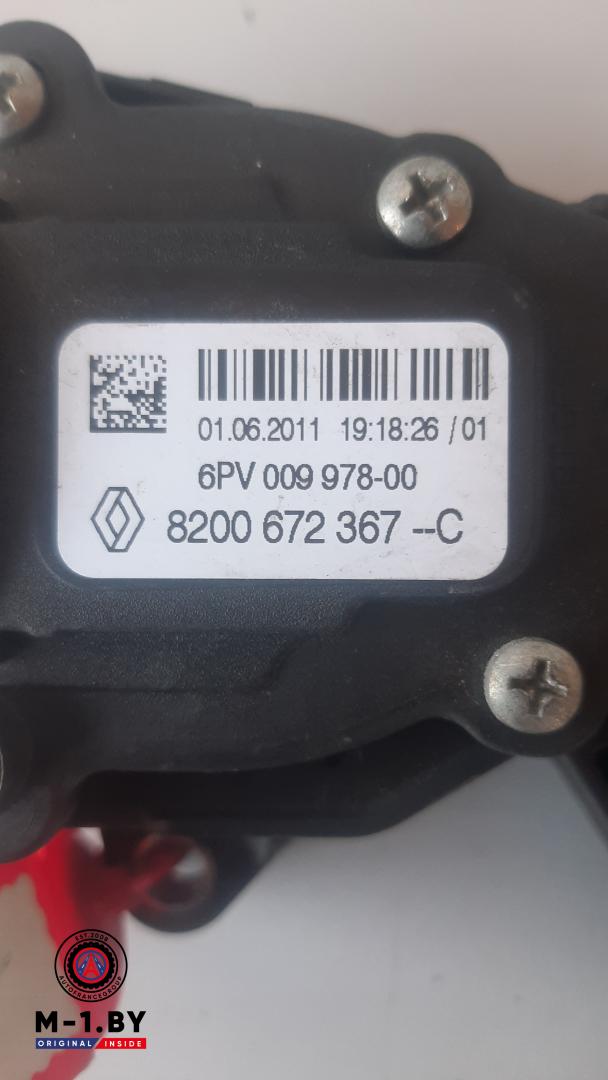 01.06.2011 19:18:26 /01
6PV 009 978-00
8200 672 367 --C
EST.2008
AUTOFRANCEGROUP
M-1.BY
ORIGINAL INSIDE